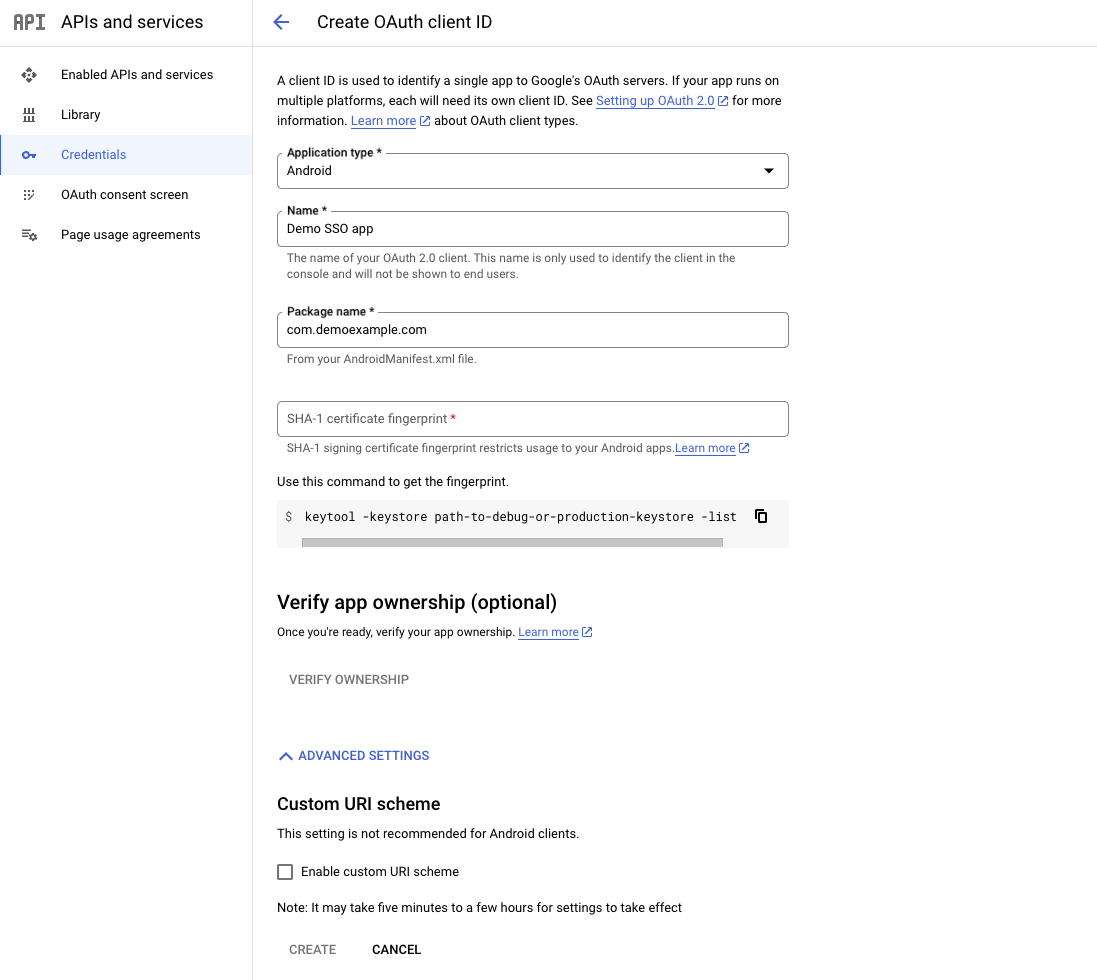 API APIs and services
Create OAuth client ID
Enabled APIs and services
Library
Credentials
OAuth consent screen
Page usage agreements
A client ID is used to identify a single app to Google's OAuth servers. If your app runs on
multiple platforms, each will need its own client ID. See Setting up OAuth 2.0 for more
information. Learn more about OAuth client types.
Application type *
Android
Name *
Demo SSO app
The name of your OAuth 2.0 client. This name is only used to identify the client in the
console and will not be shown to end users.
Package name *
com.demoexample.com
From your AndroidManifest.xml file.
SHA-1 certificate fingerprint *
SHA-1 signing certificate fingerprint restricts usage to your Android apps.Learn more
Use this command to get the fingerprint.
$ keytool -keystore path-to-debug-or-production-keystore -list
Verify app ownership (optional)
Once you're ready, verify your app ownership. Learn more
VERIFY OWNERSHIP
ADVANCED SETTINGS
Custom URI scheme
This setting is not recommended for Android clients.
Enable custom URI scheme
Note: It may take five minutes to a few hours for settings to take effect
CREATE CANCEL